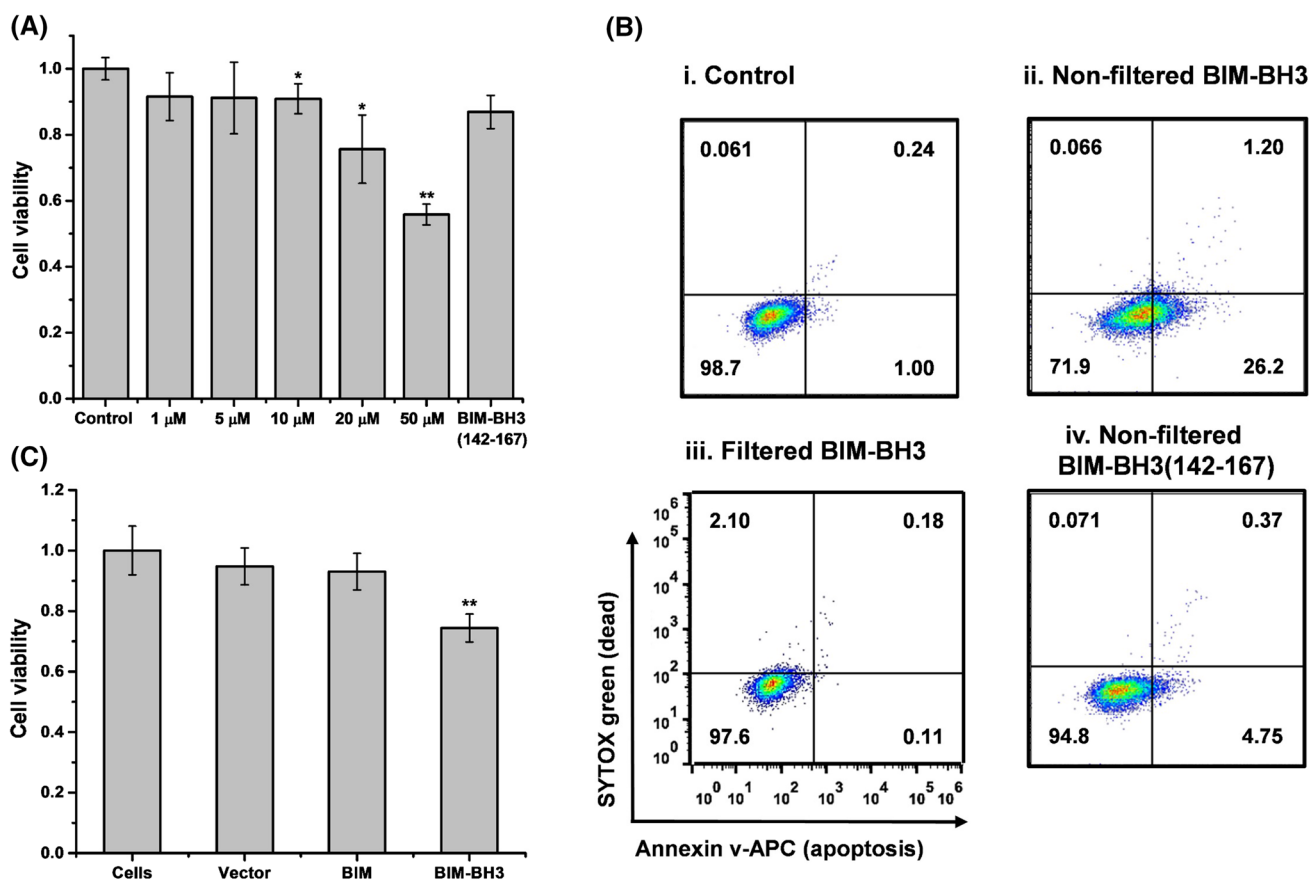 (A)
Cell viability
1.0
0.8
0.6
0.4
0.2
0.0
*
*
**
Control
1 μM
5 μM
10 μM
20 μM
50 μM
BIM-BH3
(142-167)
(B)
i. Control
0.061
0.24
98.7
1.00
ii. Non-filtered BIM-BH3
0.066
1.20
71.9
26.2
iii. Filtered BIM-BH3
2.10
0.18
97.6
0.11
SYTOX green (dead)
10^6
10^5
10^4
10^3
10^2
10^1
10^0
10^0 10^1 10^2 10^3 10^4 10^5 10^6
Annexin v-APC (apoptosis)
iv. Non-filtered
BIM-BH3(142-167)
0.071
0.37
94.8
4.75
(C)
Cell viability
1.2
1.0
0.8
0.6
0.4
0.2
0.0
**
Cells
Vector
BIM
BIM-BH3